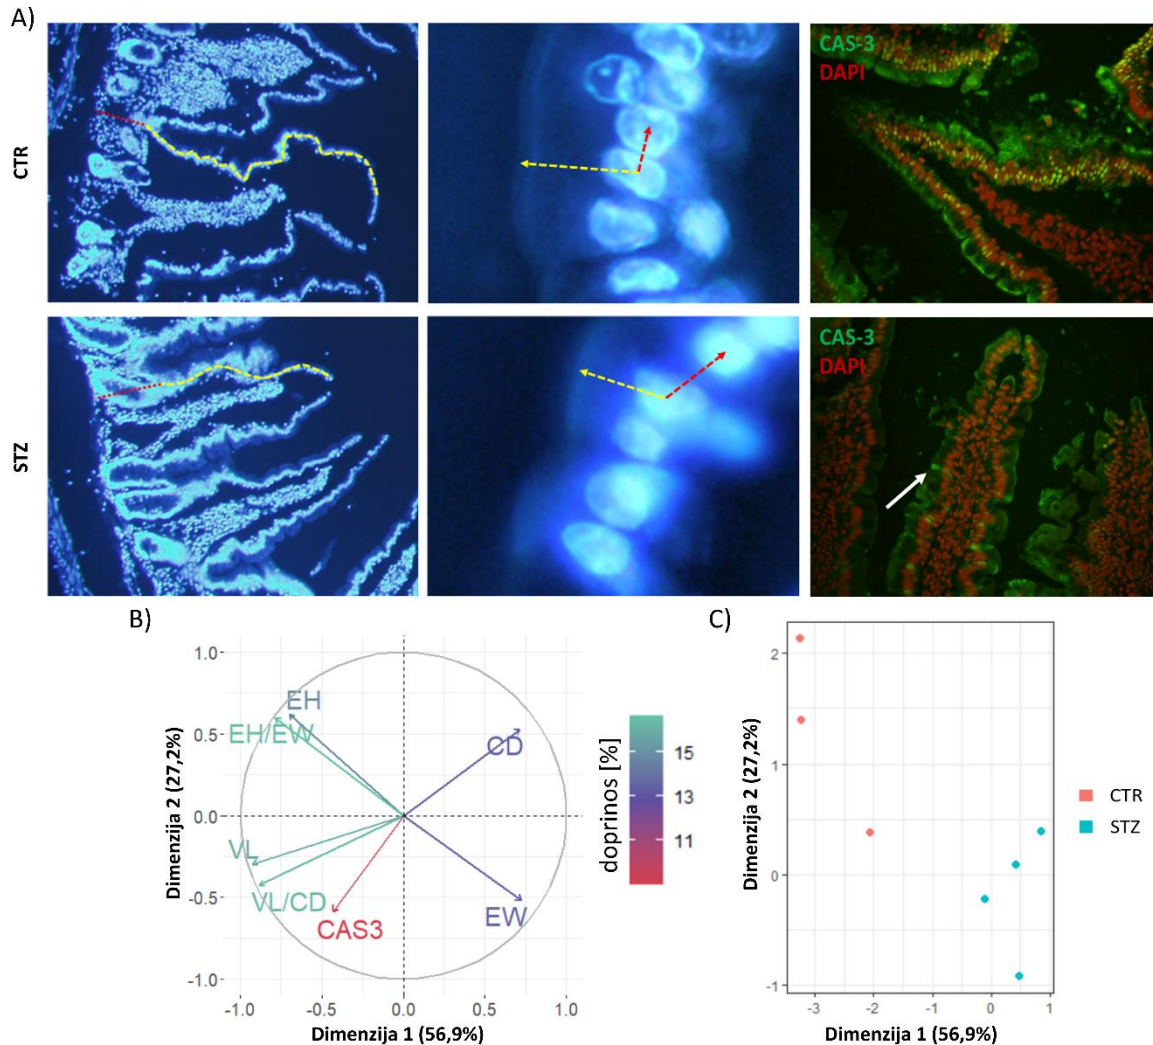 A)
CTR
CAS-3
DAPI
STZ
CAS-3
DAPI
B)
1.0
0.5
0.0
-0.5
-1.0
Dimenzija 2 (27,2%)
EH
EH/EW
CD
VL
VL/CD
CAS3
EW
-1.0 -0.5 0.0 0.5 1.0
Dimenzija 1 (56,9%)
doprinos [%]
15
13
11
C)
2
1
0
-1
Dimenzija 2 (27,2%)
-3 -2 -1 0 1
Dimenzija 1 (56,9%)
CTR
STZ